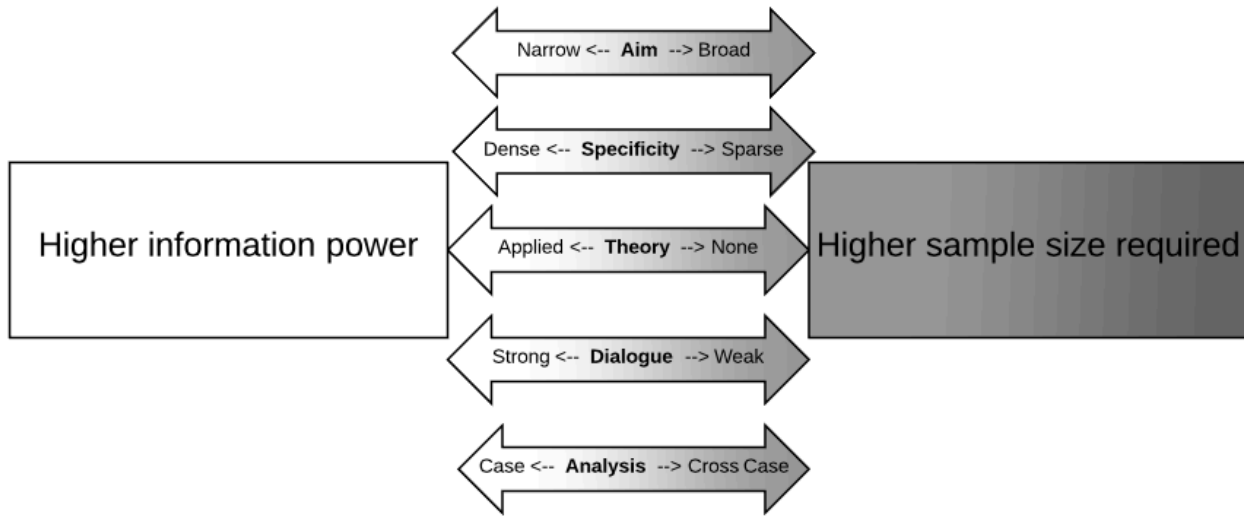 Narrow <-- Aim --> Broad
Dense <-- Specificity --> Sparse
Higher information power
Applied <-- Theory --> None
Higher sample size required
Strong <-- Dialogue --> Weak
Case <-- Analysis --> Cross Case